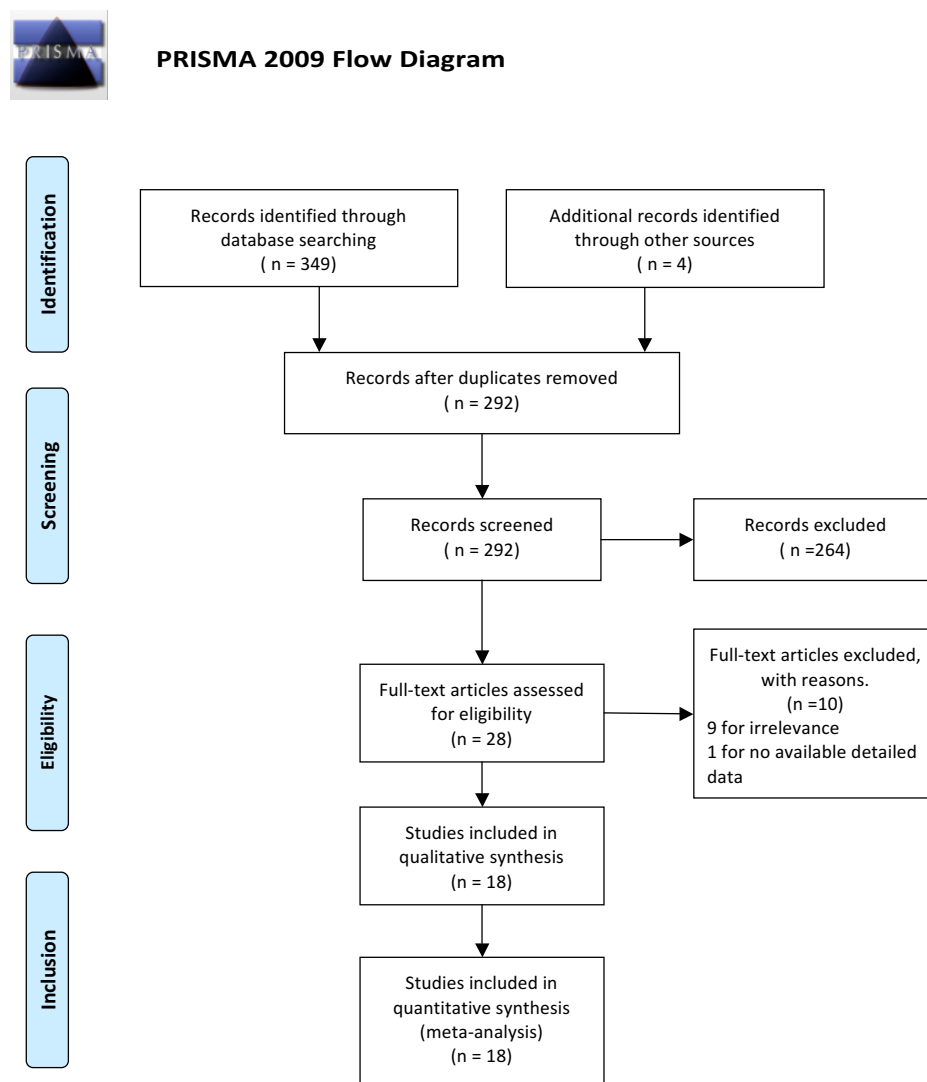 PRISMA
PRISMA 2009 Flow Diagram
Identification
Records identified through
database searching
( n = 349)
Additional records identified
through other sources
( n = 4)
Records after duplicates removed
( n = 292)
Screening
Records screened
( n = 292)
Records excluded
( n =264)
Eligibility
Full-text articles assessed
for eligibility
(n = 28)
Full-text articles excluded,
with reasons.
(n =10)
9 for irrelevance
1 for no available detailed
data
Studies included in
qualitative synthesis
(n = 18)
Inclusion
Studies included in
quantitative synthesis
(meta-analysis)
(n = 18)